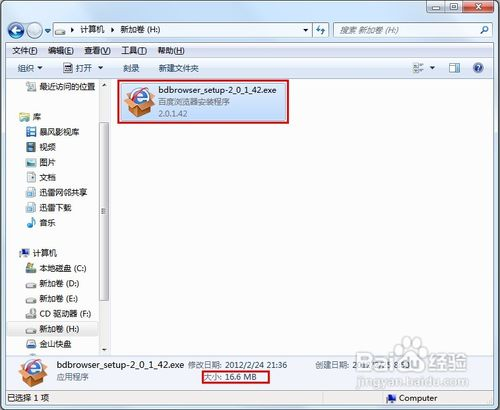 计算机 ▸ 新加卷 (H:) ▸
搜索 新加卷 (H:)
文件(F) 编辑(E) 查看(V) 工具(T) 帮助(H)
组织 打开 刻录 新建文件夹
最近访问的位置
库
暴风影视库
视频
图片
文档
迅雷网邻共享
迅雷下载
音乐
计算机
本地磁盘 (C:)
新加卷 (D:)
新加卷 (E:)
CD 驱动器 (F:)
新加卷 (H:)
金山快盘
bdbrowser_setup-2_0_1_42.exe
百度浏览器安装程序
2.0.1.42
bdbrowser_setup-2_0_1_42.exe 修改日期: 2012/2/24 21:36 创建日期:
应用程序 大小: 16.6 MB
已选择 1 项 Computer
Baidu 经验
jingyan.baidu.com